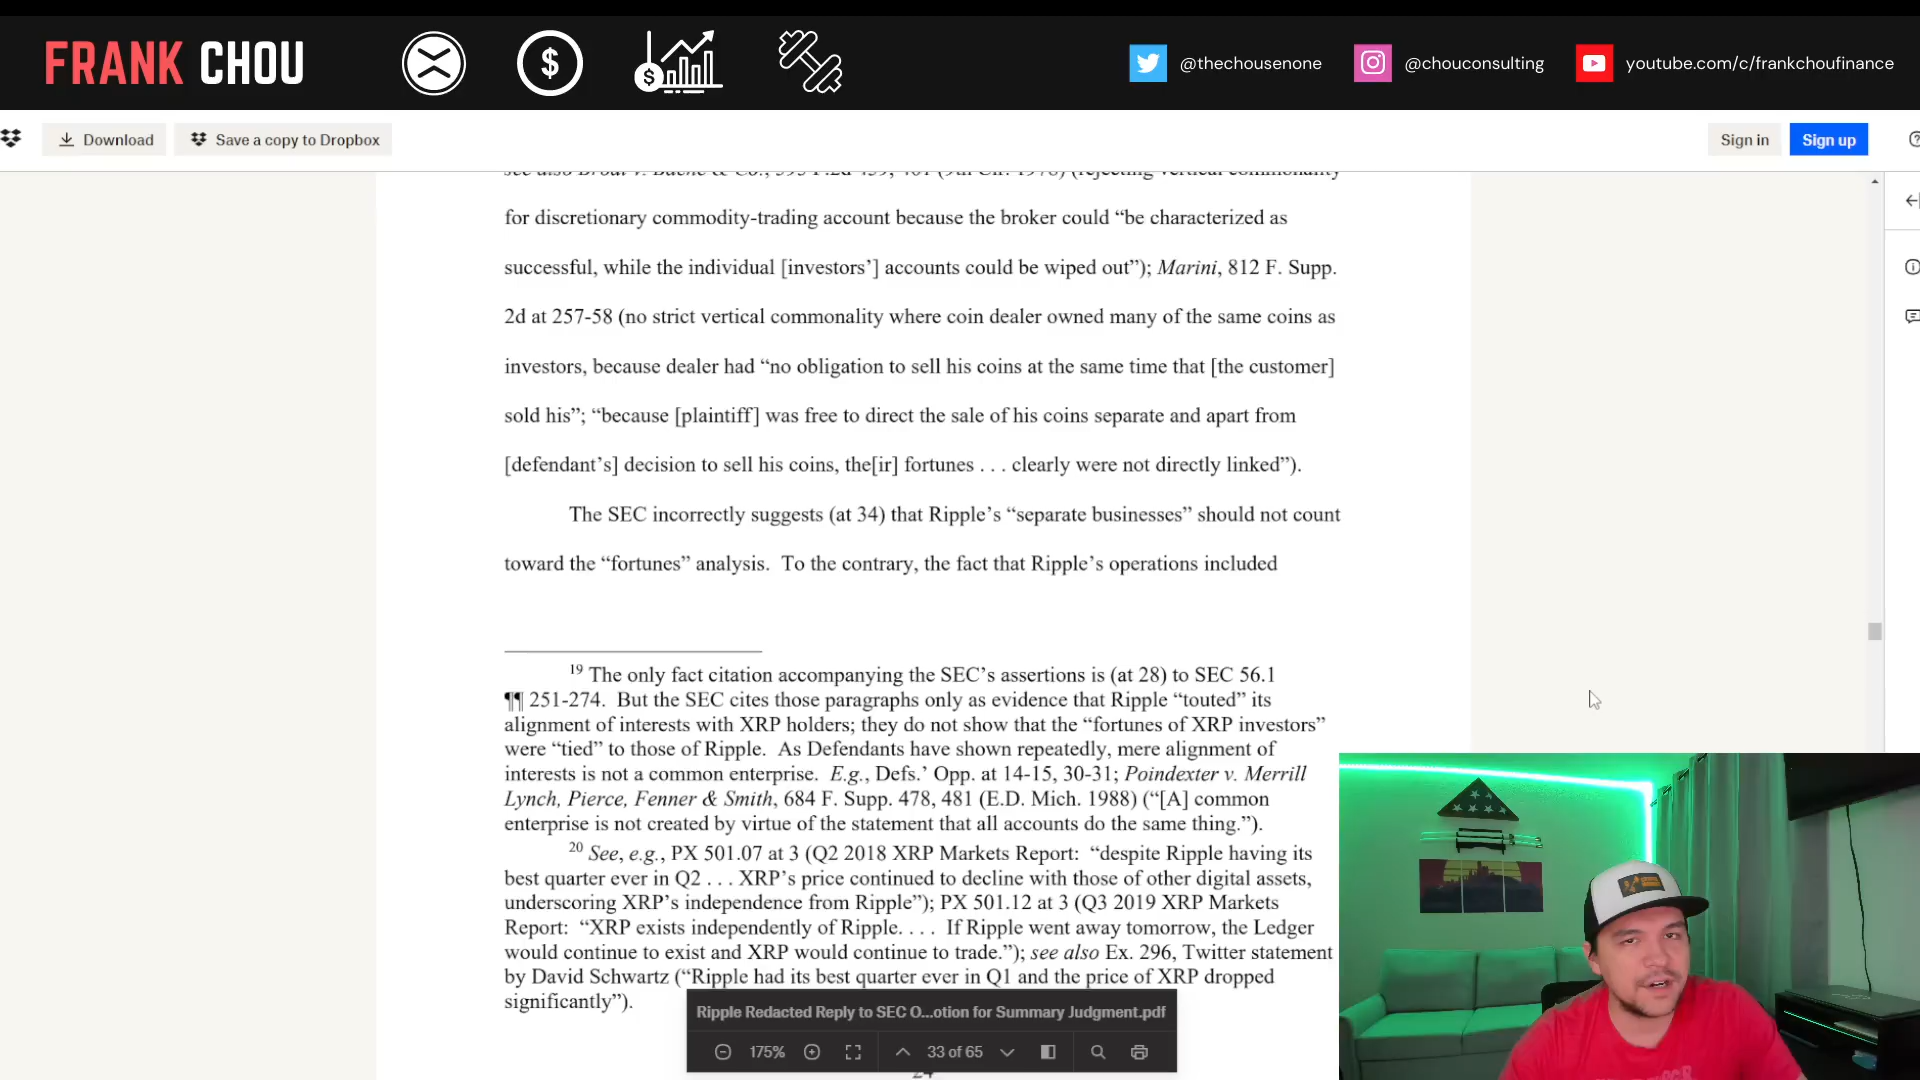 FRANK CHOU
@thechousenone
@chouconsulting
youtube.com/c/frankchoufinance
Download
Save a copy to Dropbox
Sign in
Sign up
for discretionary commodity-trading account because the broker could “be characterized as
successful, while the individual [investors’] accounts could be wiped out”); Marini, 812 F. Supp.
2d at 257-58 (no strict vertical commonality where coin dealer owned many of the same coins as
investors, because dealer had “no obligation to sell his coins at the same time that [the customer]
sold his”; “because [plaintiff] was free to direct the sale of his coins separate and apart from
[defendant’s] decision to sell his coins, the[ir] fortunes . . . clearly were not directly linked”).
The SEC incorrectly suggests (at 34) that Ripple’s “separate businesses” should not count
toward the “fortunes” analysis. To the contrary, the fact that Ripple’s operations included
19 The only fact citation accompanying the SEC’s assertions is (at 28) to SEC 56.1
¶¶ 251-274. But the SEC cites those paragraphs only as evidence that Ripple “touted” its
alignment of interests with XRP holders; they do not show that the “fortunes of XRP investors”
were “tied” to those of Ripple. As Defendants have shown repeatedly, mere alignment of
interests is not a common enterprise. E.g., Defs.’ Opp. at 14-15, 30-31; Poindexter v. Merrill
Lynch, Pierce, Fenner & Smith, 684 F. Supp. 478, 481 (E.D. Mich. 1988) (“[A] common
enterprise is not created by virtue of the statement that all accounts do the same thing.”).
20 See, e.g., PX 501.07 at 3 (Q2 2018 XRP Markets Report: “despite Ripple having its
best quarter ever in Q2 . . . XRP’s price continued to decline with those of other digital assets,
underscoring XRP’s independence from Ripple”); PX 501.12 at 3 (Q3 2019 XRP Markets
Report: “XRP exists independently of Ripple. . . . If Ripple went away tomorrow, the Ledger
would continue to exist and XRP would continue to trade.”); see also Ex. 296, Twitter statement
by David Schwartz (“Ripple had its best quarter ever in Q1 and the price of XRP dropped
significantly”).
Ripple Redacted Reply to SEC O...otion for Summary Judgment.pdf
175%
33 of 65